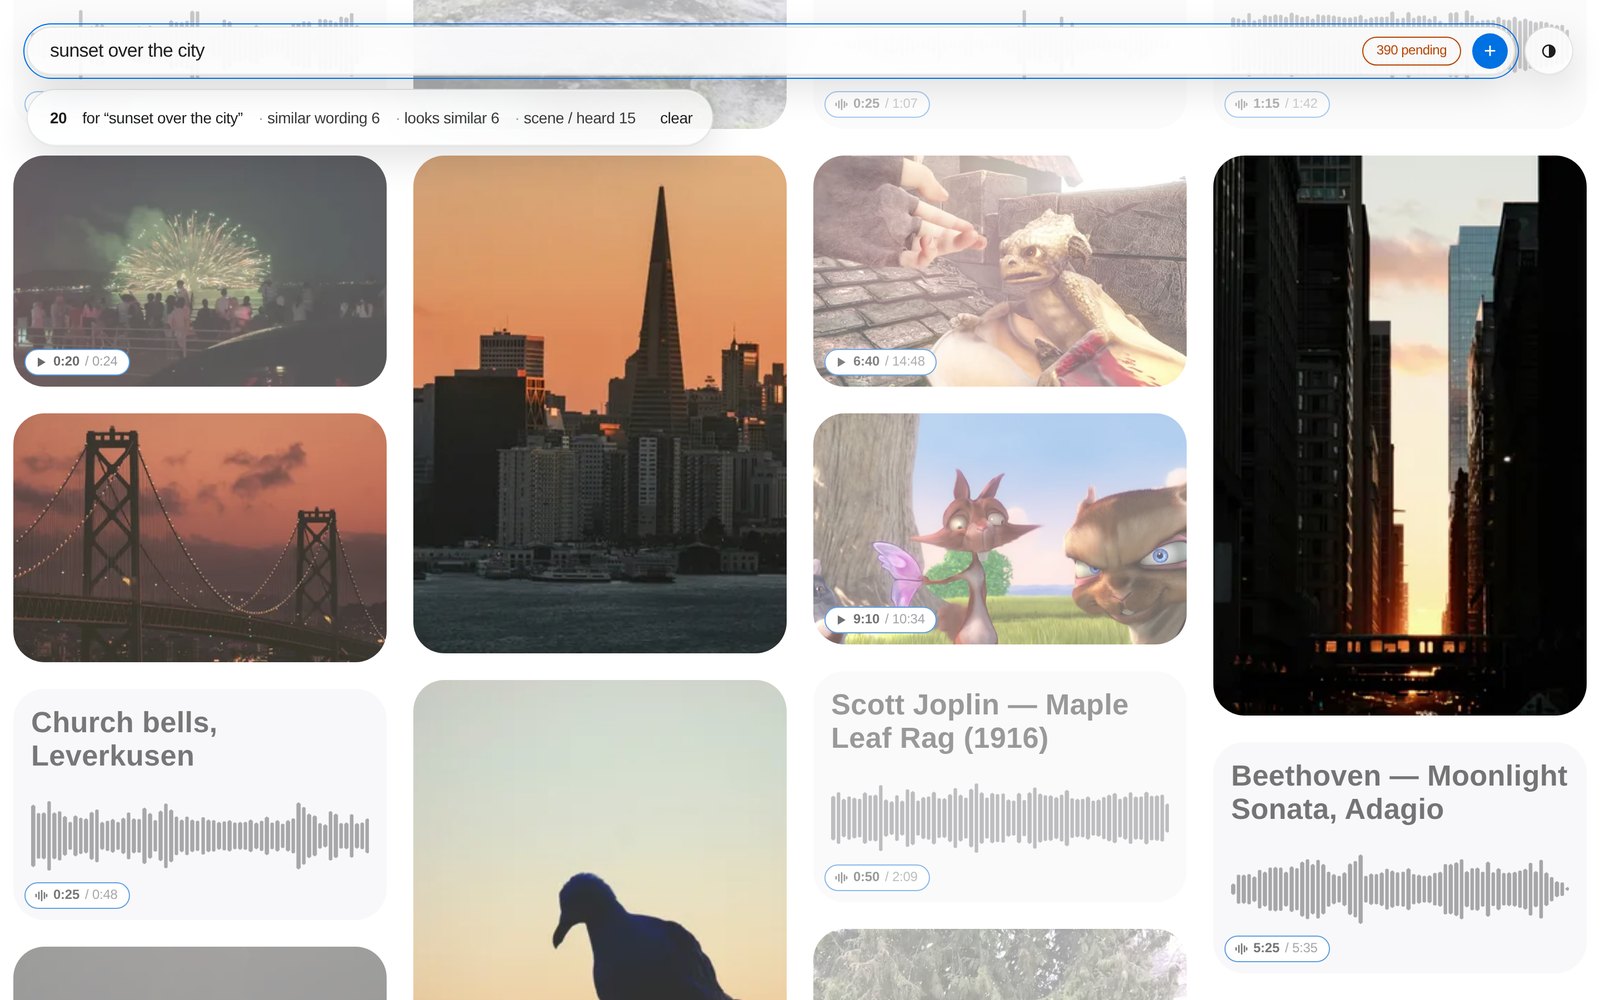 sunset over the city
390 pending
0:25 / 1:07
1:15 / 1:42
20 for “sunset over the city” · similar wording 6 · looks similar 6 · scene / heard 15 clear
0:20 / 0:24
6:40 / 14:48
9:10 / 10:34
Church bells,
Leverkusen
0:25 / 0:48
Scott Joplin — Maple
Leaf Rag (1916)
0:50 / 2:09
Beethoven — Moonlight
Sonata, Adagio
5:25 / 5:35